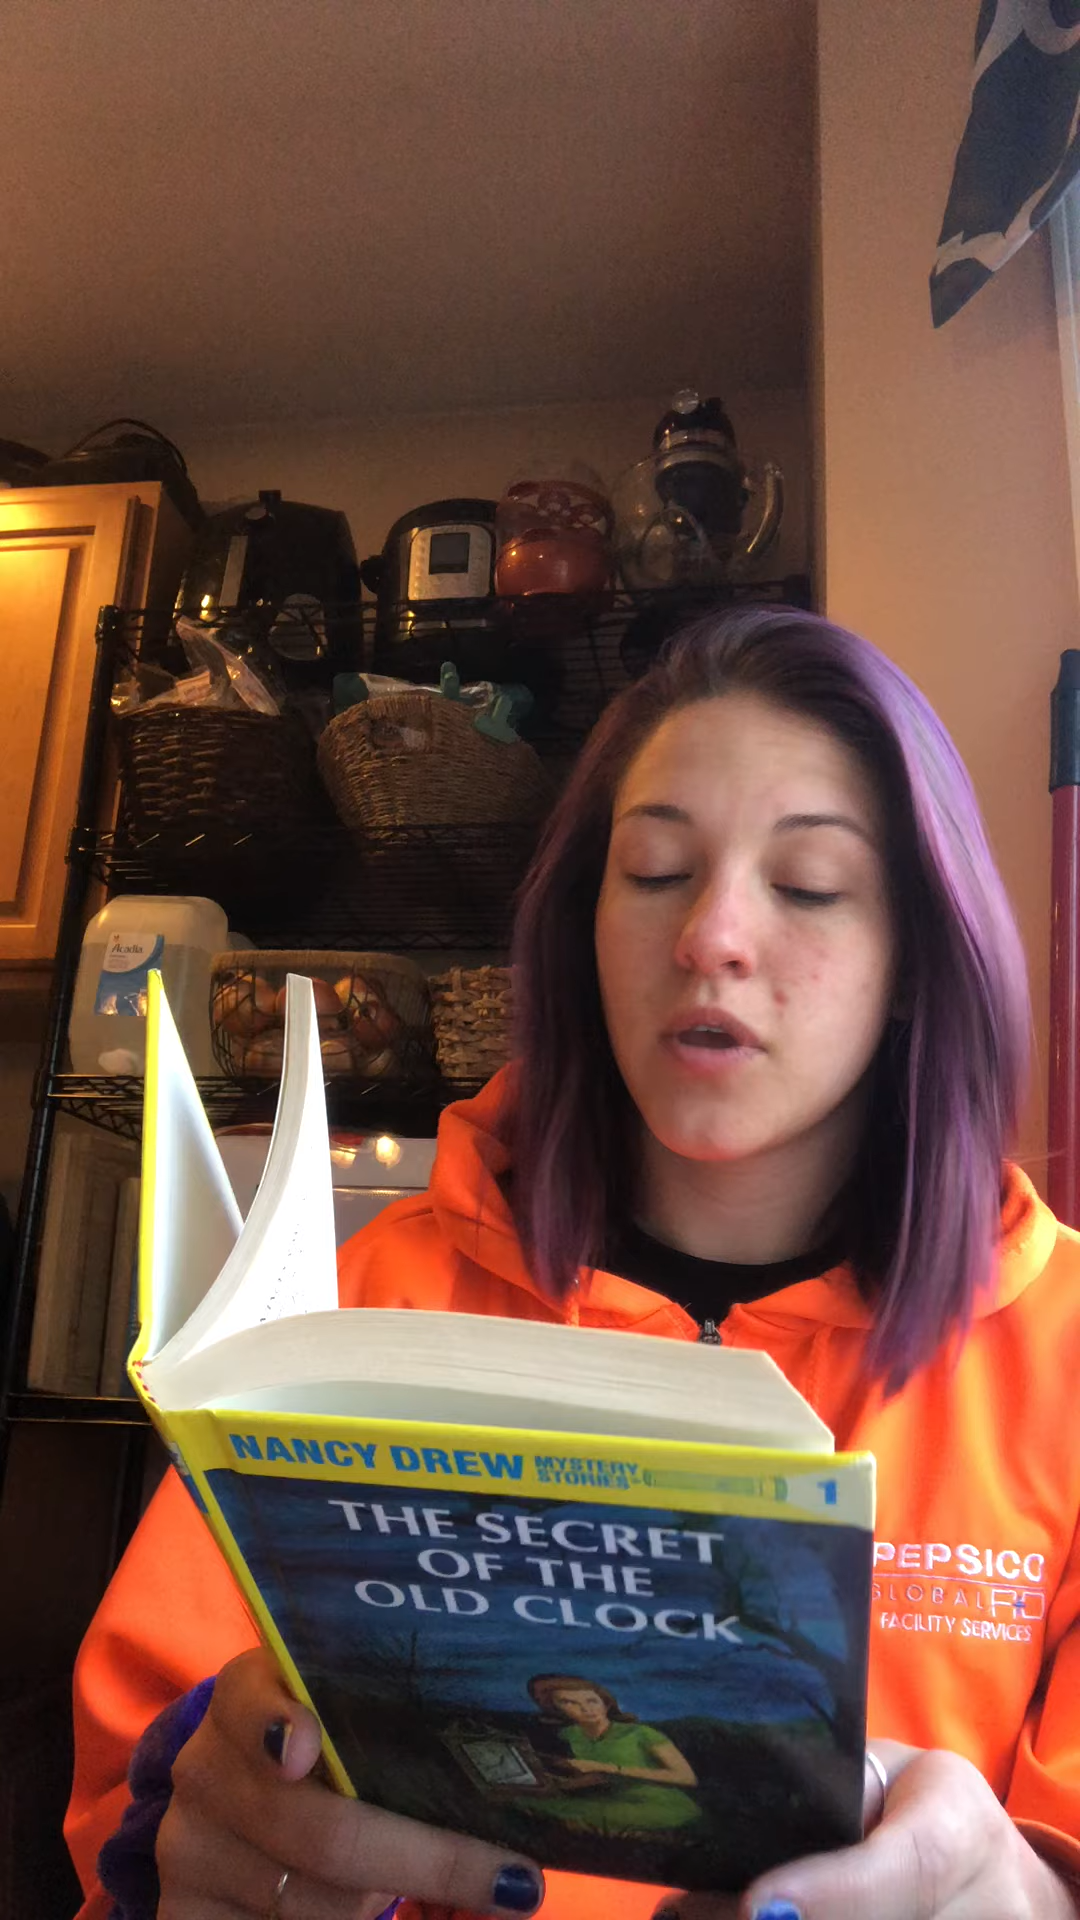 Acadia
NANCY DREW
MYSTERY
STORIES
1
THE SECRET
OF THE
OLD CLOCK
PEPSICO
GLOBAL R&D
FACILITY SERVICES